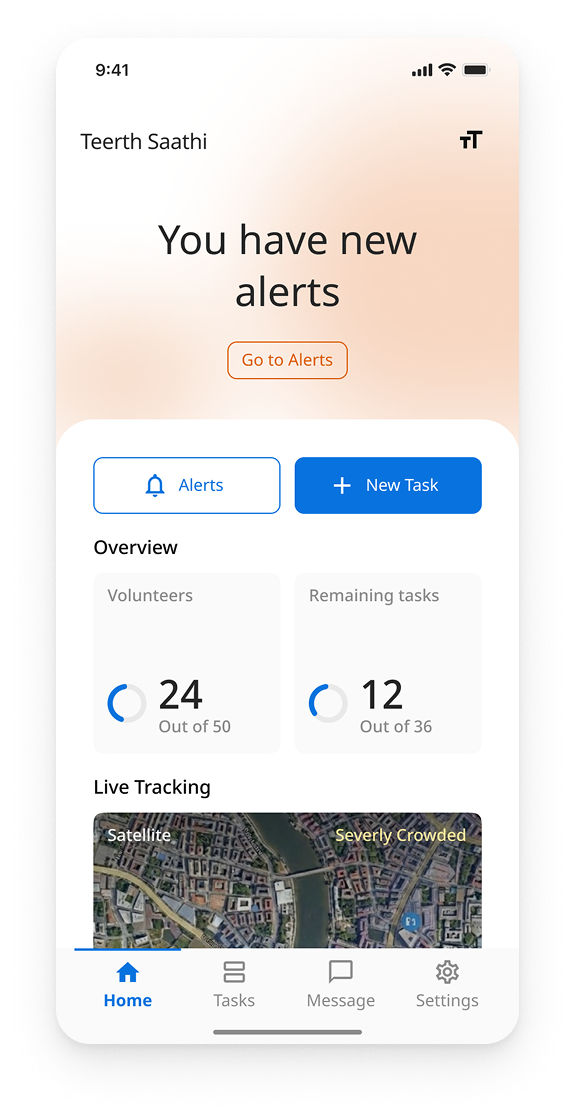 9:41
Teerth Saathi
You have new
alerts
Go to Alerts
Alerts
New Task
Overview
Volunteers
Remaining tasks
24
Out of 50
12
Out of 36
Live Tracking
Satellite
Severly Crowded
Home
Tasks
Message
Settings